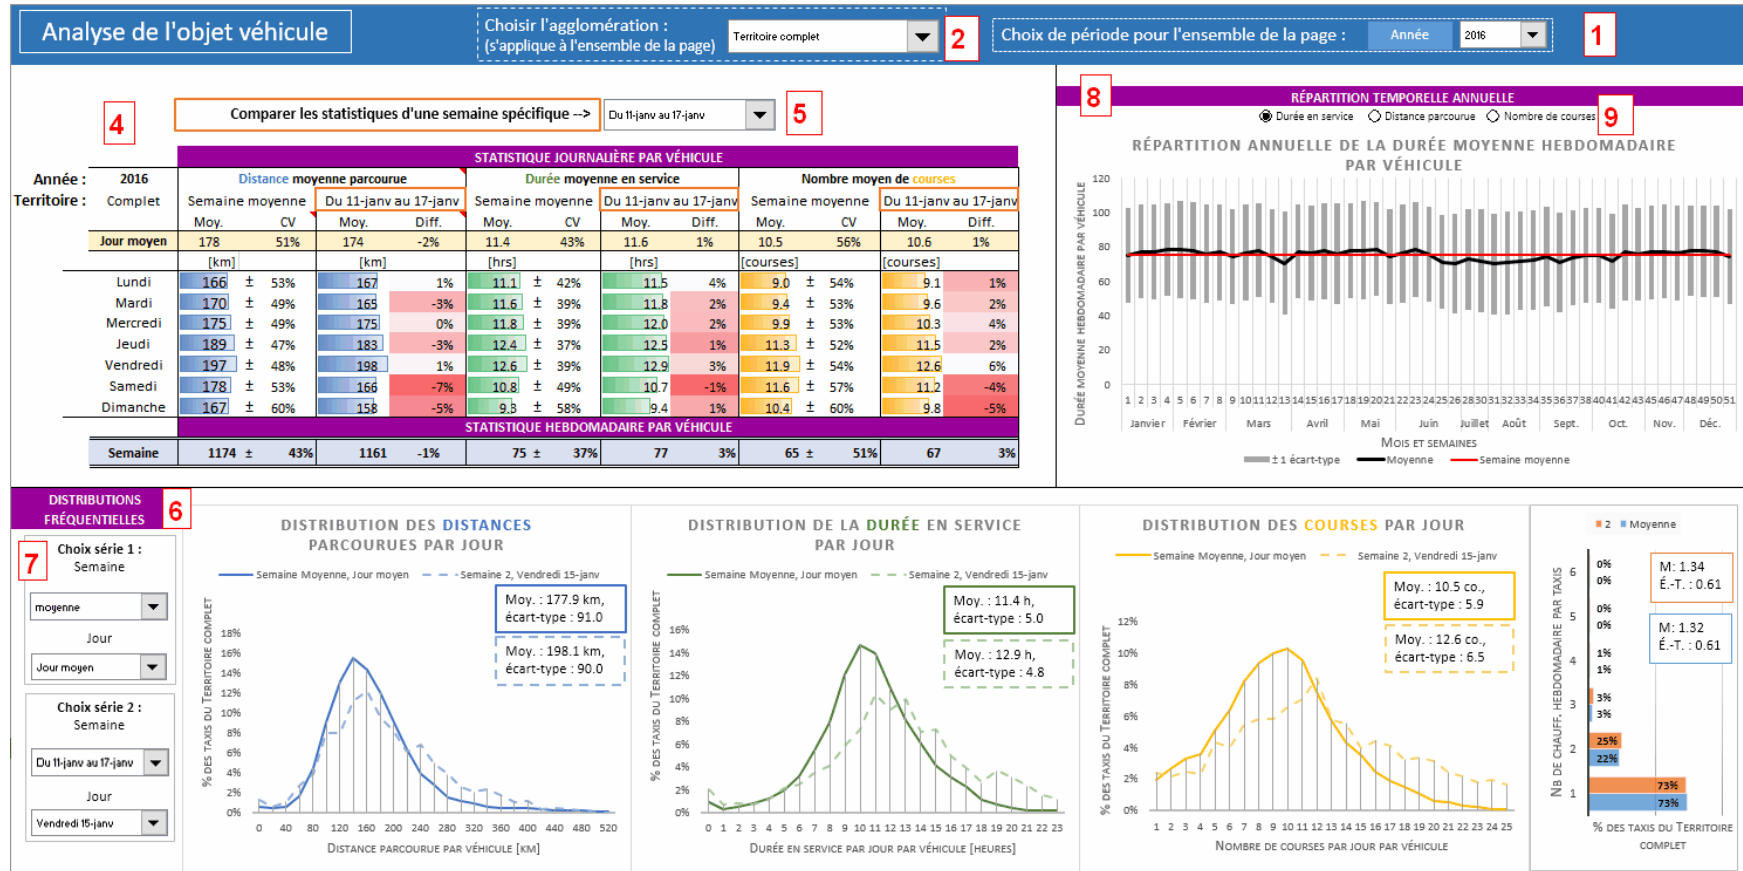 Analyse de l'objet véhicule
Choisir l'agglomération :
(s'applique à l'ensemble de la page)
Territoire complet
2
Choix de période pour l'ensemble de la page :
Année
2016
1
4
Comparer les statistiques d'une semaine spécifique -->
Du 11-janv au 17-janv
5
STATISTIQUE JOURNALIÈRE PAR VÉHICULE
Année : 2016 Distance moyenne parcourue Durée moyenne en service Nombre moyen de courses
Territoire : Complet Semaine moyenne Du 11-janv au 17-janv Semaine moyenne Du 11-janv au 17-janv Semaine moyenne Du 11-janv au 17-janv
Moy. CV Moy. Diff. Moy. CV Moy. Diff. Moy. CV Moy. Diff.
Jour moyen 178 51% 174 -2% 11.4 43% 11.6 1% 10.5 56% 10.6 1%
[km] [km] [hrs] [hrs] [courses] [courses]
Lundi 166 ± 53% 167 1% 11.1 ± 42% 11.5 4% 9.0 ± 54% 9.1 1%
Mardi 170 ± 49% 165 -3% 11.6 ± 39% 11.8 2% 9.4 ± 53% 9.6 2%
Mercredi 175 ± 49% 175 0% 11.8 ± 39% 12.0 2% 9.9 ± 53% 10.3 4%
Jeudi 189 ± 47% 183 -3% 12.4 ± 37% 12.5 1% 11.3 ± 52% 11.5 2%
Vendredi 197 ± 48% 198 1% 12.6 ± 39% 12.9 3% 11.9 ± 54% 12.6 6%
Samedi 178 ± 53% 166 -7% 10.8 ± 49% 10.7 -1% 11.6 ± 57% 11.2 -4%
Dimanche 167 ± 60% 158 -5% 9.3 ± 58% 9.4 1% 10.4 ± 60% 9.8 -5%
STATISTIQUE HEBDOMADAIRE PAR VÉHICULE
Semaine 1174 ± 43% 1161 -1% 75 ± 37% 77 3% 65 ± 51% 67 3%
8
RÉPARTITION TEMPORELLE ANNUELLE
Durée en service Distance parcourue Nombre de courses
9
RÉPARTITION ANNUELLE DE LA DURÉE MOYENNE HEBDOMADAIRE
PAR VÉHICULE
DURÉE MOYENNE HEBDOMADAIRE PAR VÉHICULE
120
100
80
60
40
20
0
1 2 3 4 5 6 7 8 9 10 11 12 13 14 15 16 17 18 19 20 21 22 23 24 25 26 28 30 31 32 33 34 35 36 37 38 40 41 42 43 45 46 47 48 49 50 51
Janvier Février Mars Avril Mai Juin Juillet Août Sept. Oct. Nov. Déc.
MOIS ET SEMAINES
± 1 écart-type Moyenne Semaine moyenne
DISTRIBUTIONS
FRÉQUENTIELLES
6
7
Choix série 1 :
Semaine
moyenne
Jour
Jour moyen
Choix série 2 :
Semaine
Du 11-janv au 17-janv
Jour
Vendredi 15-janv
DISTRIBUTION DES DISTANCES
PARCOURUES PAR JOUR
Semaine Moyenne, Jour moyen Semaine 2, Vendredi 15-janv
Moy. : 177.9 km,
écart-type : 91.0
Moy. : 198.1 km,
écart-type : 90.0
% DES TAXIS DU TERRITOIRE COMPLET
18%
16%
14%
12%
10%
8%
6%
4%
2%
0%
0 40 80 120 160 200 240 280 320 360 400 440 480 520
DISTANCE PARCOURUE PAR VÉHICULE [KM]
DISTRIBUTION DE LA DURÉE EN SERVICE
PAR JOUR
Semaine Moyenne, Jour moyen Semaine 2, Vendredi 15-janv
Moy. : 11.4 h,
écart-type : 5.0
Moy. : 12.9 h,
écart-type : 4.8
% DES TAXIS DU TERRITOIRE COMPLET
16%
14%
12%
10%
8%
6%
4%
2%
0%
0 1 2 3 4 5 6 7 8 9 10 11 12 13 14 15 16 17 18 19 20 21 22 23
DURÉE EN SERVICE PAR JOUR PAR VÉHICULE [HEURES]
DISTRIBUTION DES COURSES PAR JOUR
Semaine Moyenne, Jour moyen Semaine 2, Vendredi 15-janv
Moy. : 10.5 co.,
écart-type : 5.9
Moy. : 12.6 co.,
écart-type : 6.5
% DES TAXIS DU TERRITOIRE COMPLET
12%
10%
8%
6%
4%
2%
0%
1 2 3 4 5 6 7 8 9 10 11 12 13 14 15 16 17 18 19 20 21 22 23 24 25
NOMBRE DE COURSES PAR JOUR PAR VÉHICULE
2 Moyenne
M: 1.34
É.-T. : 0.61
M: 1.32
É.-T. : 0.61
NB DE CHAUFF. HEBDOMADAIRE PAR TAXIS
6 0%
0%
5 0%
0%
4 1%
1%
3 3%
3%
2 25%
22%
1 73%
73%
% DES TAXIS DU TERRITOIRE
COMPLET